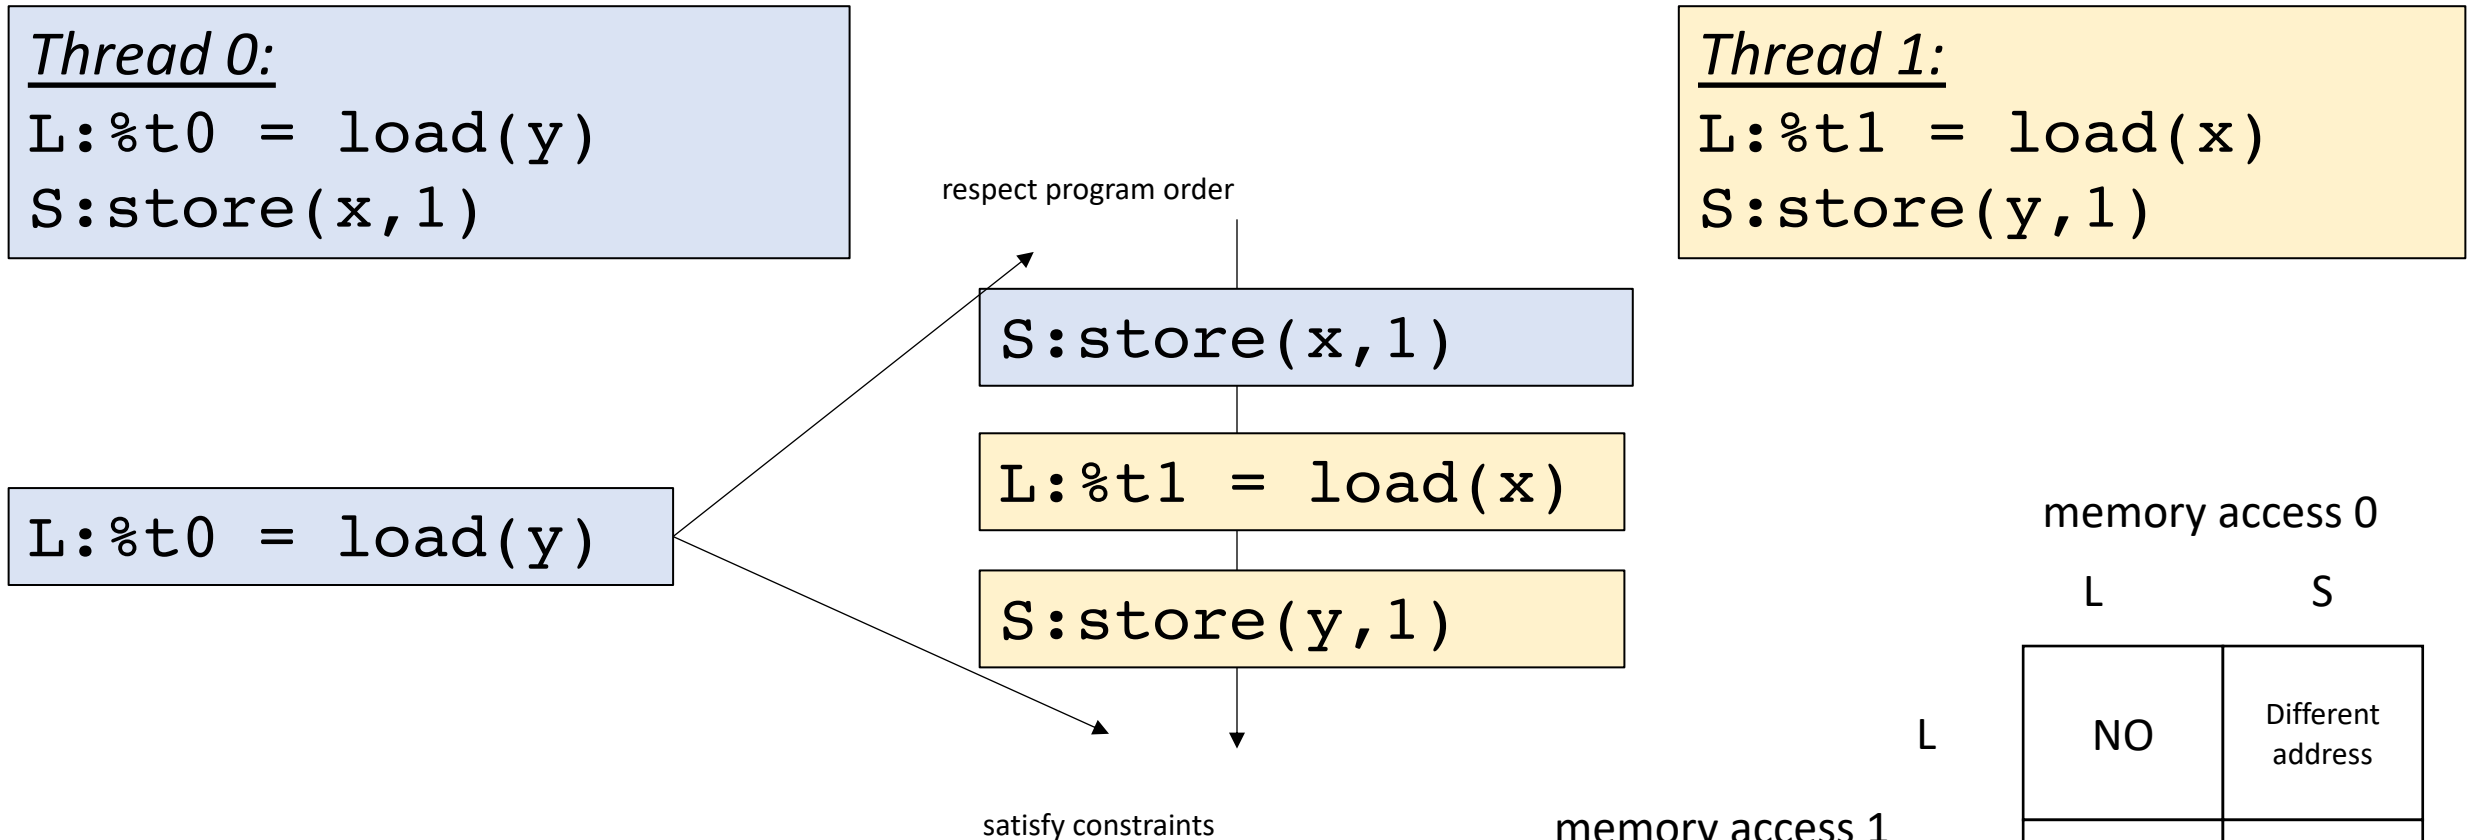 Thread 0:
L:%t0 = load(y)
S:store(x,1)
Thread 1:
L:%t1 = load(x)
S:store(y,1)
respect program order
S:store(x,1)
L:%t1 = load(x)
L:%t0 = load(y)
S:store(y,1)
satisfy constraints
memory access 0
L S
L NO Different
address
memory access 1